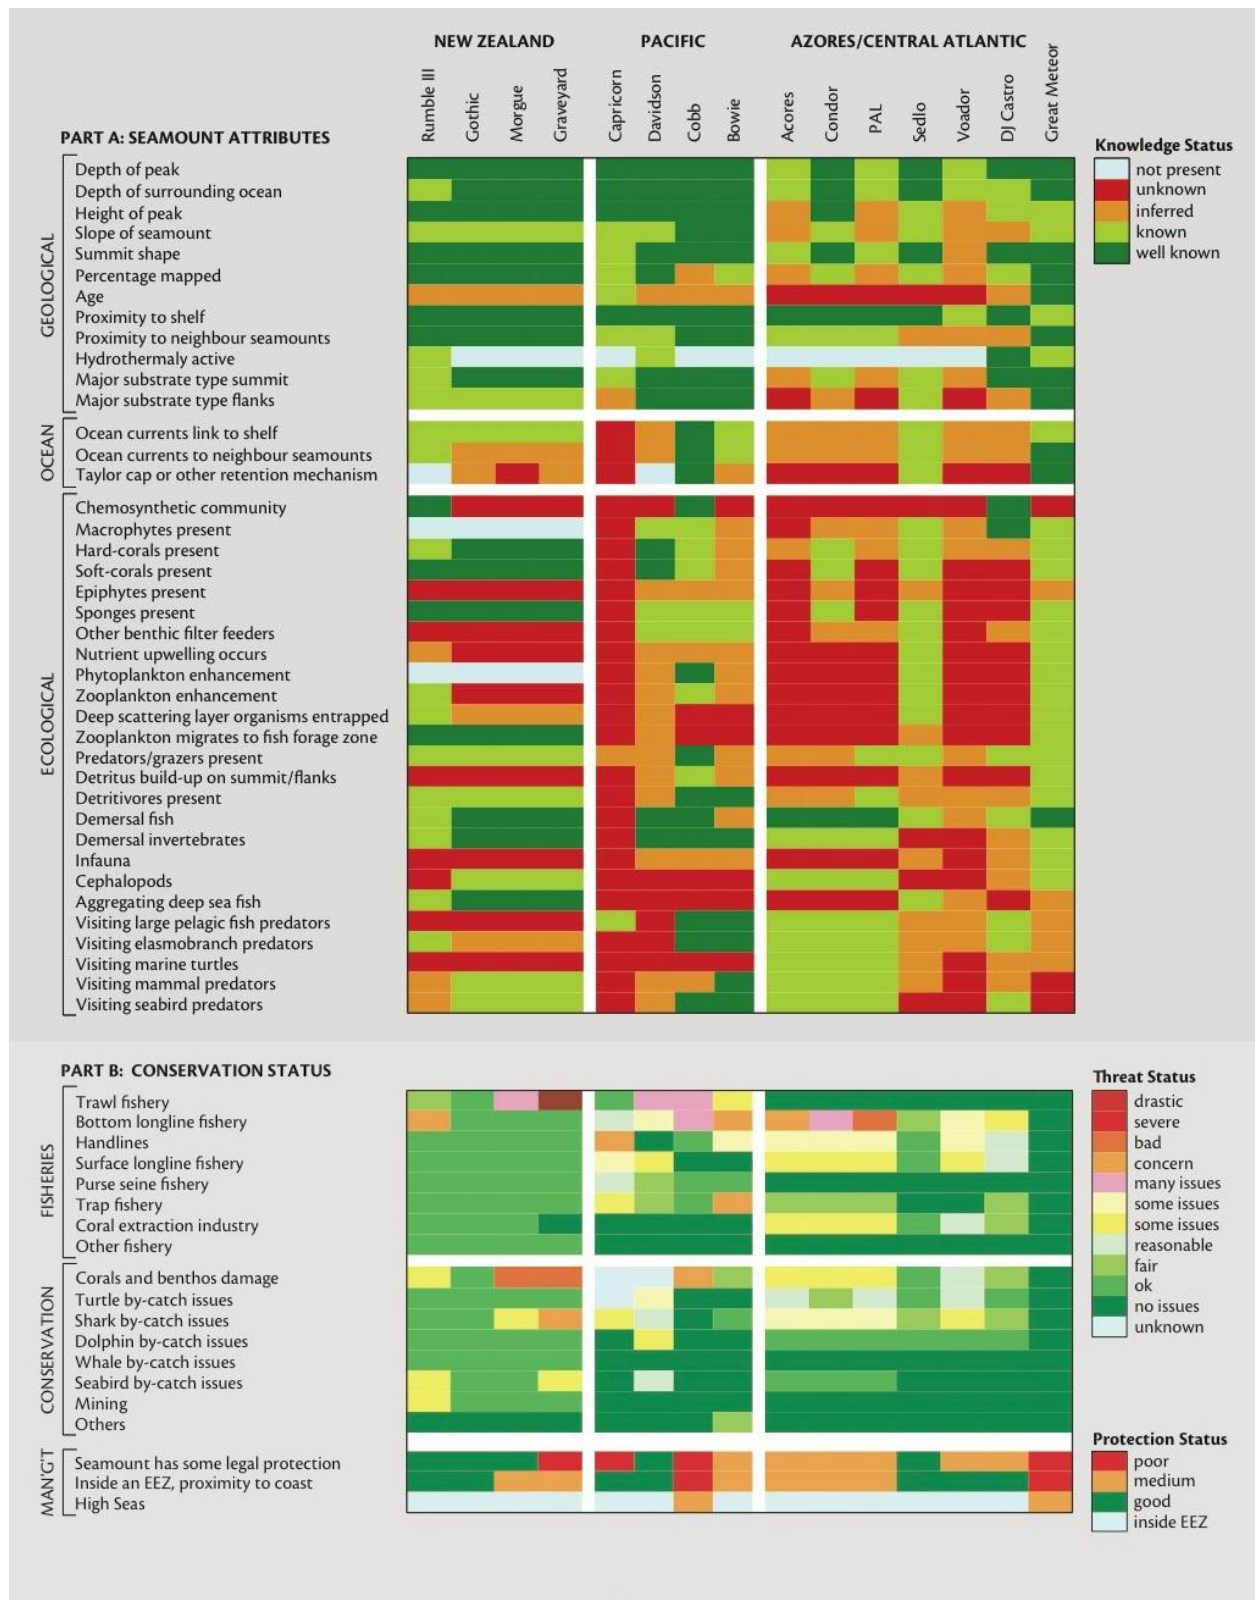 NEW ZEALAND
PACIFIC
AZORES/CENTRAL ATLANTIC
Rumble III
Gothic
Morgue
Graveyard
Capricorn
Davidson
Cobb
Bowie
Acores
Condor
PAL
Sedlo
Voador
DJ Castro
Great Meteor
PART A: SEAMOUNT ATTRIBUTES
GEOLOGICAL
Depth of peak
Depth of surrounding ocean
Height of peak
Slope of seamount
Summit shape
Percentage mapped
Age
Proximity to shelf
Proximity to neighbour seamounts
Hydrothermaly active
Major substrate type summit
Major substrate type flanks
OCEAN
Ocean currents link to shelf
Ocean currents to neighbour seamounts
Taylor cap or other retention mechanism
ECOLOGICAL
Chemosynthetic community
Macrophytes present
Hard-corals present
Soft-corals present
Epiphytes present
Sponges present
Other benthic filter feeders
Nutrient upwelling occurs
Phytoplankton enhancement
Zooplankton enhancement
Deep scattering layer organisms entrapped
Zooplankton migrates to fish forage zone
Predators/grazers present
Detritus build-up on summit/flanks
Detritivores present
Demersal fish
Demersal invertebrates
Infauna
Cephalopods
Aggregating deep sea fish
Visiting large pelagic fish predators
Visiting elasmobranch predators
Visiting marine turtles
Visiting mammal predators
Visiting seabird predators
Knowledge Status
not present
unknown
inferred
known
well known
PART B: CONSERVATION STATUS
FISHERIES
Trawl fishery
Bottom longline fishery
Handlines
Surface longline fishery
Purse seine fishery
Trap fishery
Coral extraction industry
Other fishery
CONSERVATION
Corals and benthos damage
Turtle by-catch issues
Shark by-catch issues
Dolphin by-catch issues
Whale by-catch issues
Seabird by-catch issues
Mining
Others
MAN'G'T
Seamount has some legal protection
Inside an EEZ, proximity to coast
High Seas
Threat Status
drastic
severe
bad
concern
many issues
some issues
some issues
reasonable
fair
ok
no issues
unknown
Protection Status
poor
medium
good
inside EEZ